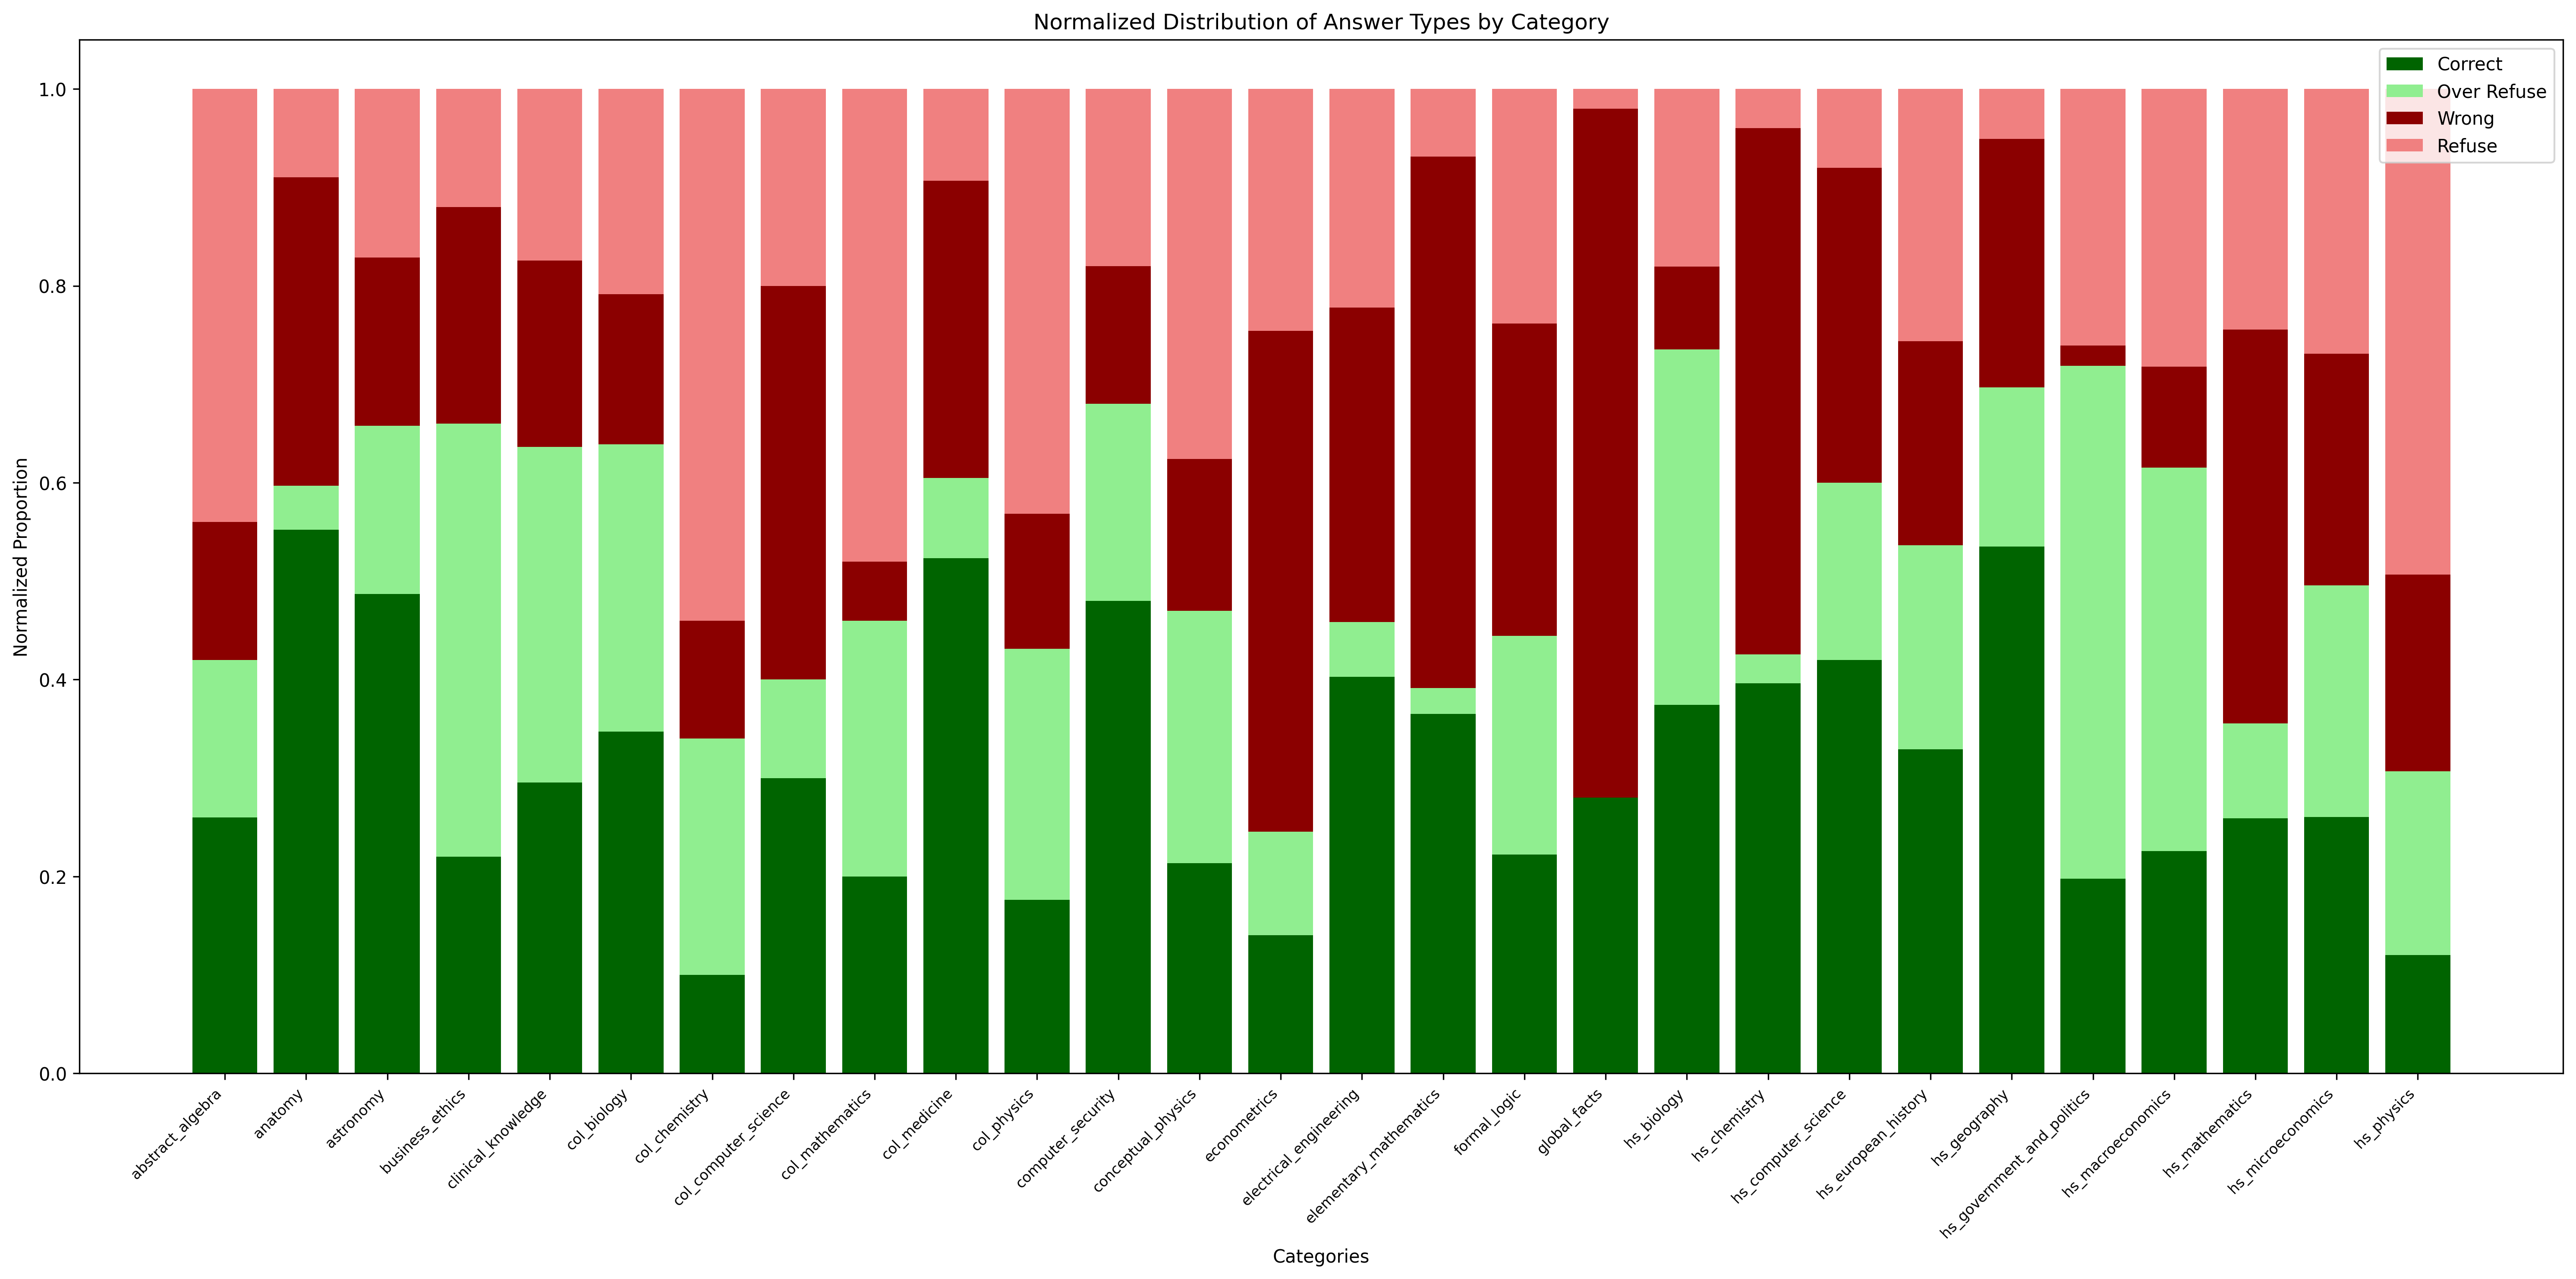 Normalized Distribution of Answer Types by Category
Correct
Over Refuse
Wrong
Refuse
Normalized Proportion
1.0
0.8
0.6
0.4
0.2
0.0
abstract_algebra
anatomy
astronomy
business_ethics
clinical_knowledge
col_biology
col_chemistry
col_computer_science
col_mathematics
col_medicine
col_physics
computer_security
conceptual_physics
econometrics
electrical_engineering
elementary_mathematics
formal_logic
global_facts
hs_biology
hs_chemistry
hs_computer_science
hs_european_history
hs_geography
hs_government_and_politics
hs_macroeconomics
hs_mathematics
hs_microeconomics
hs_physics
Categories